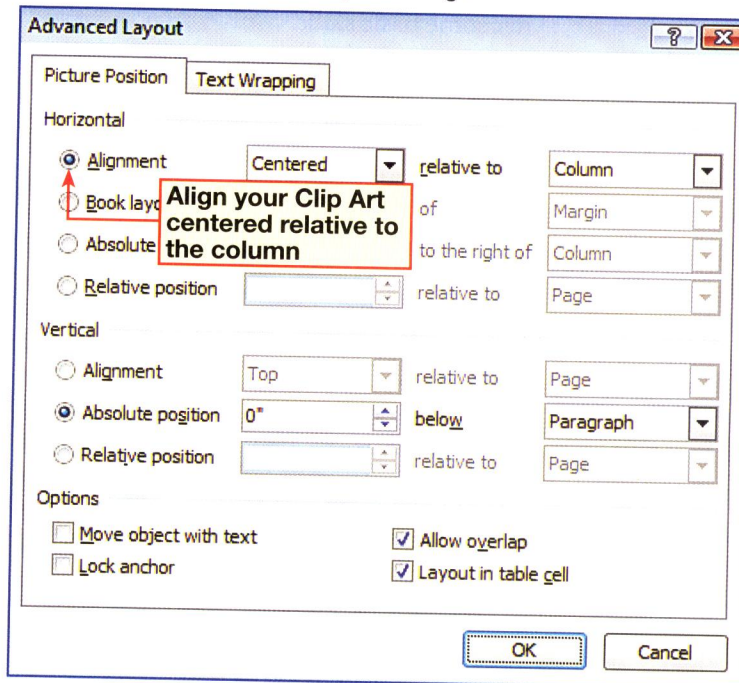 Advanced Layout
Picture Position Text Wrapping
Horizontal
Alignment Centered relative to Column
Book layo of Margin
Absolute to the right of Column
Align your Clip Art
centered relative to
the column
Relative position relative to Page
Vertical
Alignment Top relative to Page
Absolute position 0" below Paragraph
Relative position relative to Page
Options
Move object with text Allow overlap
Lock anchor Layout in table cell
OK Cancel